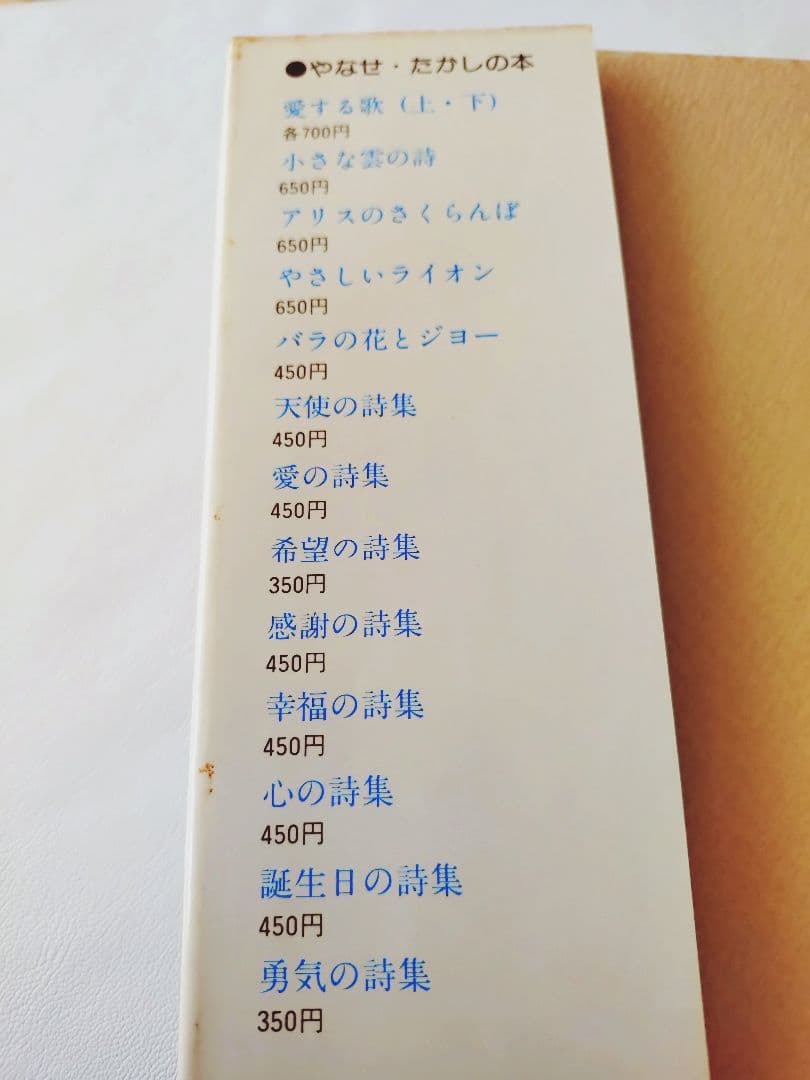 ●やなせ・たかしの本
愛する歌（上・下）
各700円
小さな雲の詩
650円
アリスのさくらんぼ
650円
やさしいライオン
650円
バラの花とジョー
450円
天使の詩集
450円
愛の詩集
450円
希望の詩集
350円
感謝の詩集
450円
幸福の詩集
450円
心の詩集
450円
誕生日の詩集
450円
勇気の詩集
350円